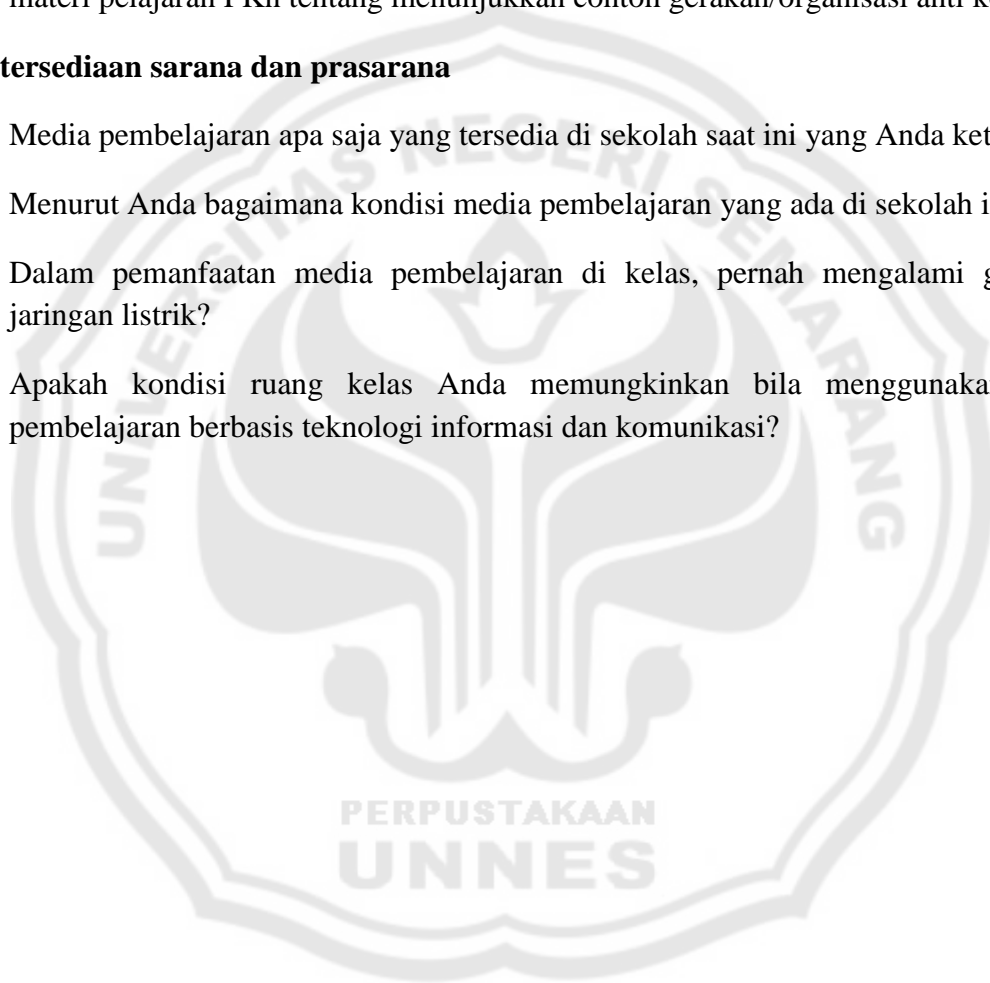 materi pelajaran PKn tentang menunjukkan contoh gerakan/organisasi anti
tersediaan sarana dan prasarana
Media pembelajaran apa saja yang tersedia di sekolah saat ini yang Anda ket
Menurut Anda bagaimana kondisi media pembelajaran yang ada di sekolah i
Dalam pemanfaatan media pembelajaran di kelas, pernah mengalami g
jaringan listrik?
Apakah kondisi ruang kelas Anda memungkinkan bila menggunaka
pembelajaran berbasis teknologi informasi dan komunikasi?
UNIVERSITAS NEGERI SEMARANG
PERPUSTAKAAN
UNNES